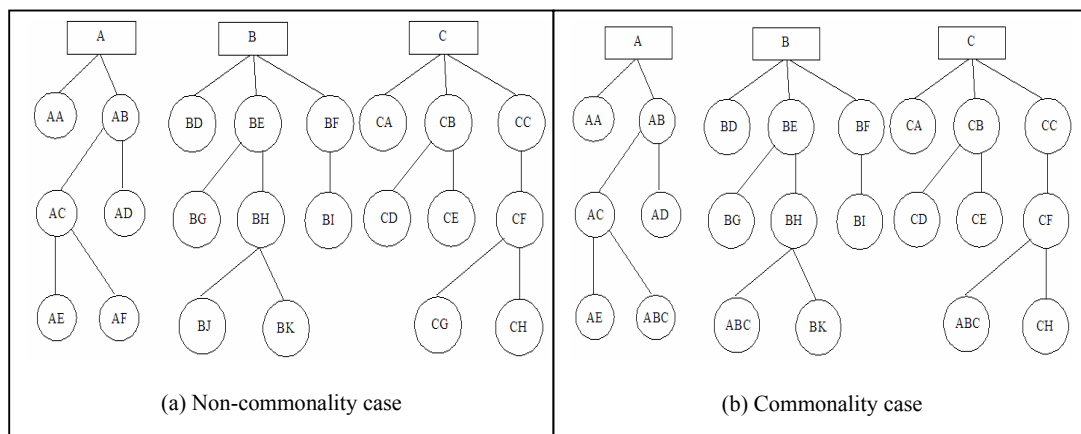 A B C
AA AB BD BE BF CA CB CC
AC AD BG BH BI CD CE CF
AE AF BJ BK CG CH
(a) Non-commonality case
A B C
AA AB BD BE BF CA CB CC
AC AD BG BH BI CD CE CF
AE ABC ABC BK ABC CH
(b) Commonality case